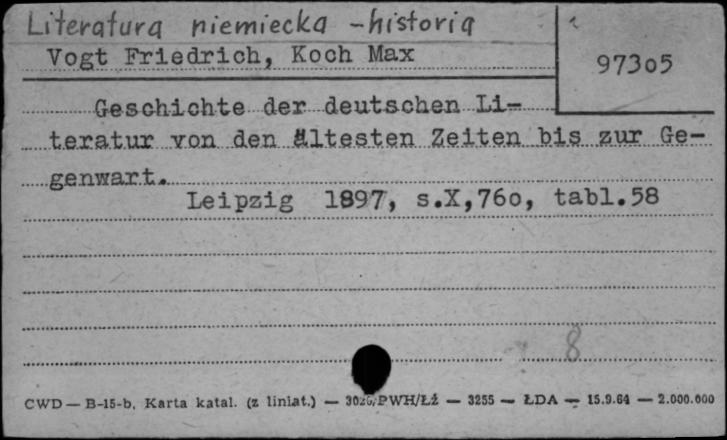 Literatura niemiecka - historia
Vogt Friedrich, Koch Max
97305
Geschichte der deutschen Li-
teratur von den ältesten Zeiten bis zur Ge-
genwart.
Leipzig 1897, s.X,76o, tabl.58
8
CWD — B-15-b, Karta katal. (z liniat.) — /PWH/Łź — 3255 — ŁDA — 15.9.64 — 2.000.000